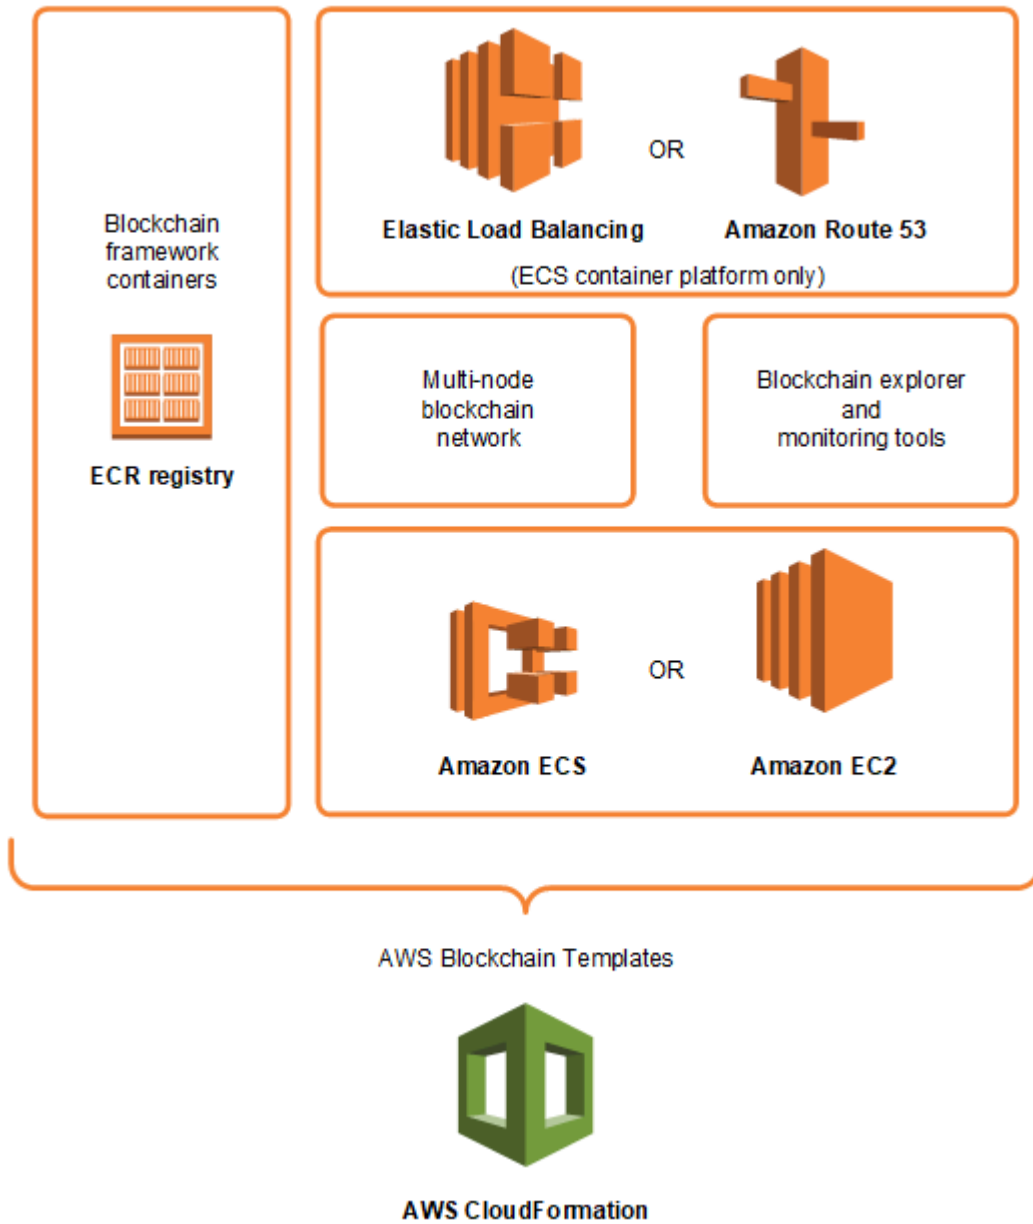 Blockchain
framework
containers
ECR registry
OR
Elastic Load Balancing
Amazon Route 53
(ECS container platform only)
Multi-node
blockchain
network
Blockchain explorer
and
monitoring tools
OR
Amazon ECS
Amazon EC2
AWS Blockchain Templates
AWS CloudFormation